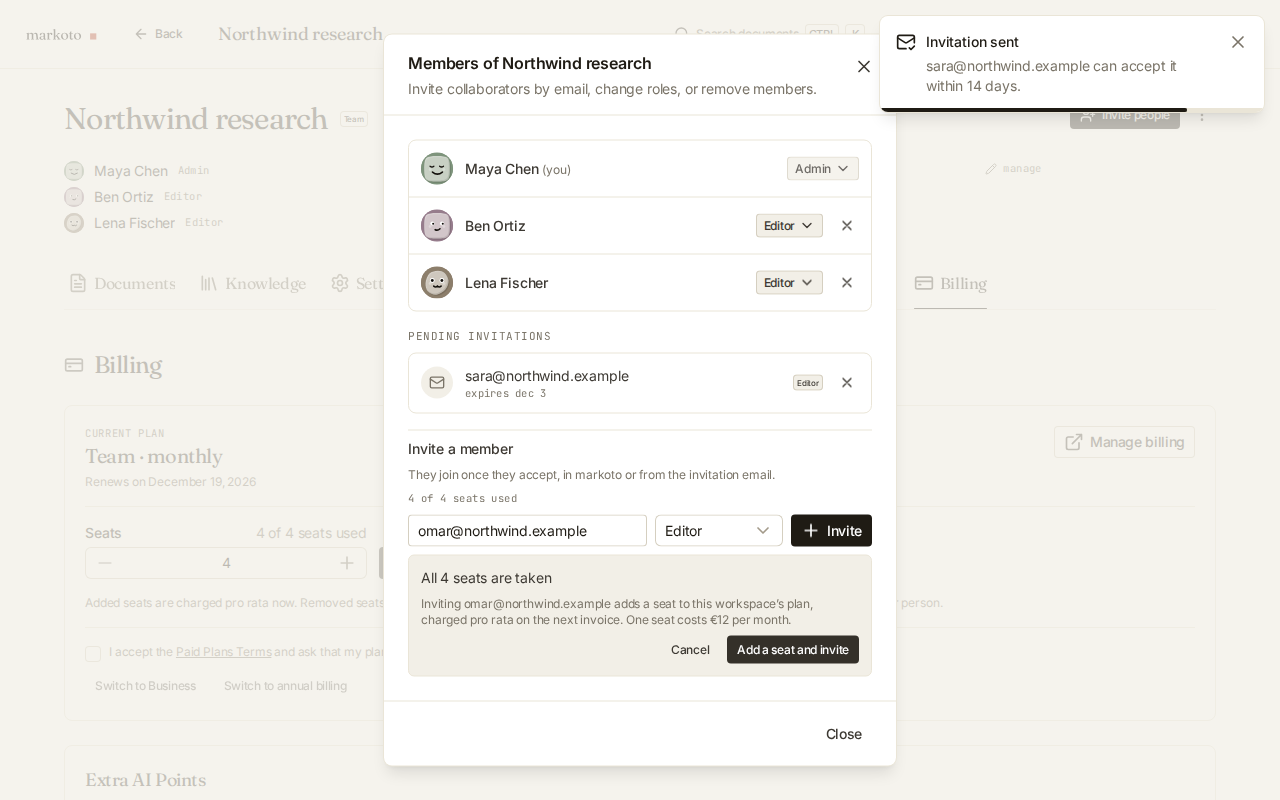 markoto
Back
Northwind research
Search documents CTRL K
Northwind research Team
Maya Chen Admin
Ben Ortiz Editor
Lena Fischer Editor
Invite people
manage
Documents
Knowledge
Sett
Billing
Billing
CURRENT PLAN
Team · monthly
Renews on December 19, 2026
Manage billing
Seats
4 of 4 seats used
4
Added seats are charged pro rata now. Removed seats
person.
I accept the Paid Plans Terms and ask that my plan
Switch to Business
Switch to annual billing
Extra AI Points
Members of Northwind research
Invite collaborators by email, change roles, or remove members.
Maya Chen (you)
Admin
Ben Ortiz
Editor
Lena Fischer
Editor
PENDING INVITATIONS
sara@northwind.example
expires dec 3
Editor
Invite a member
They join once they accept, in markoto or from the invitation email.
4 of 4 seats used
omar@northwind.example
Editor
Invite
All 4 seats are taken
Inviting omar@northwind.example adds a seat to this workspace's plan,
charged pro rata on the next invoice. One seat costs €12 per month.
Cancel
Add a seat and invite
Close
Invitation sent
sara@northwind.example can accept it
within 14 days.